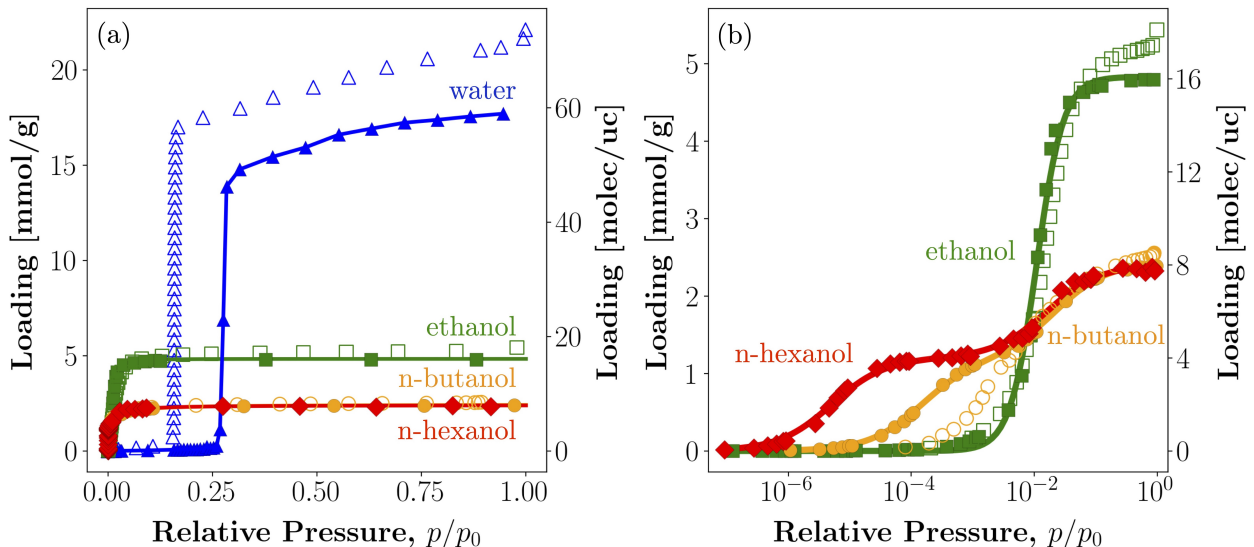 (a)
Loading [mmol/g]
20
15
10
5
0
water
ethanol
n-butanol
n-hexanol
60
40
20
0
Loading [molec/uc]
0.00 0.25 0.50 0.75 1.00
Relative Pressure, p/p₀
(b)
Loading [mmol/g]
5
4
3
2
1
0
ethanol
n-hexanol
n-butanol
16
12
8
4
0
Loading [molec/uc]
10⁻⁶ 10⁻⁴ 10⁻² 10⁰
Relative Pressure, p/p₀